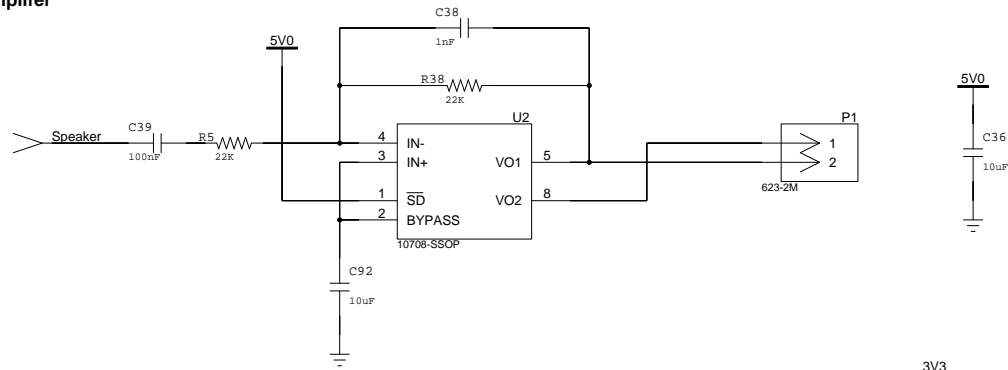 5V0
C38
1nF
R38
22K
5V0
Speaker
C39
100nF
R5
22K
U2
4 IN-
3 IN+
1 SD
2 BYPASS
VO1 5
VO2 8
10708-SSOP
P1
1
2
623-2M
C36
10uF
C92
10uF
3V3